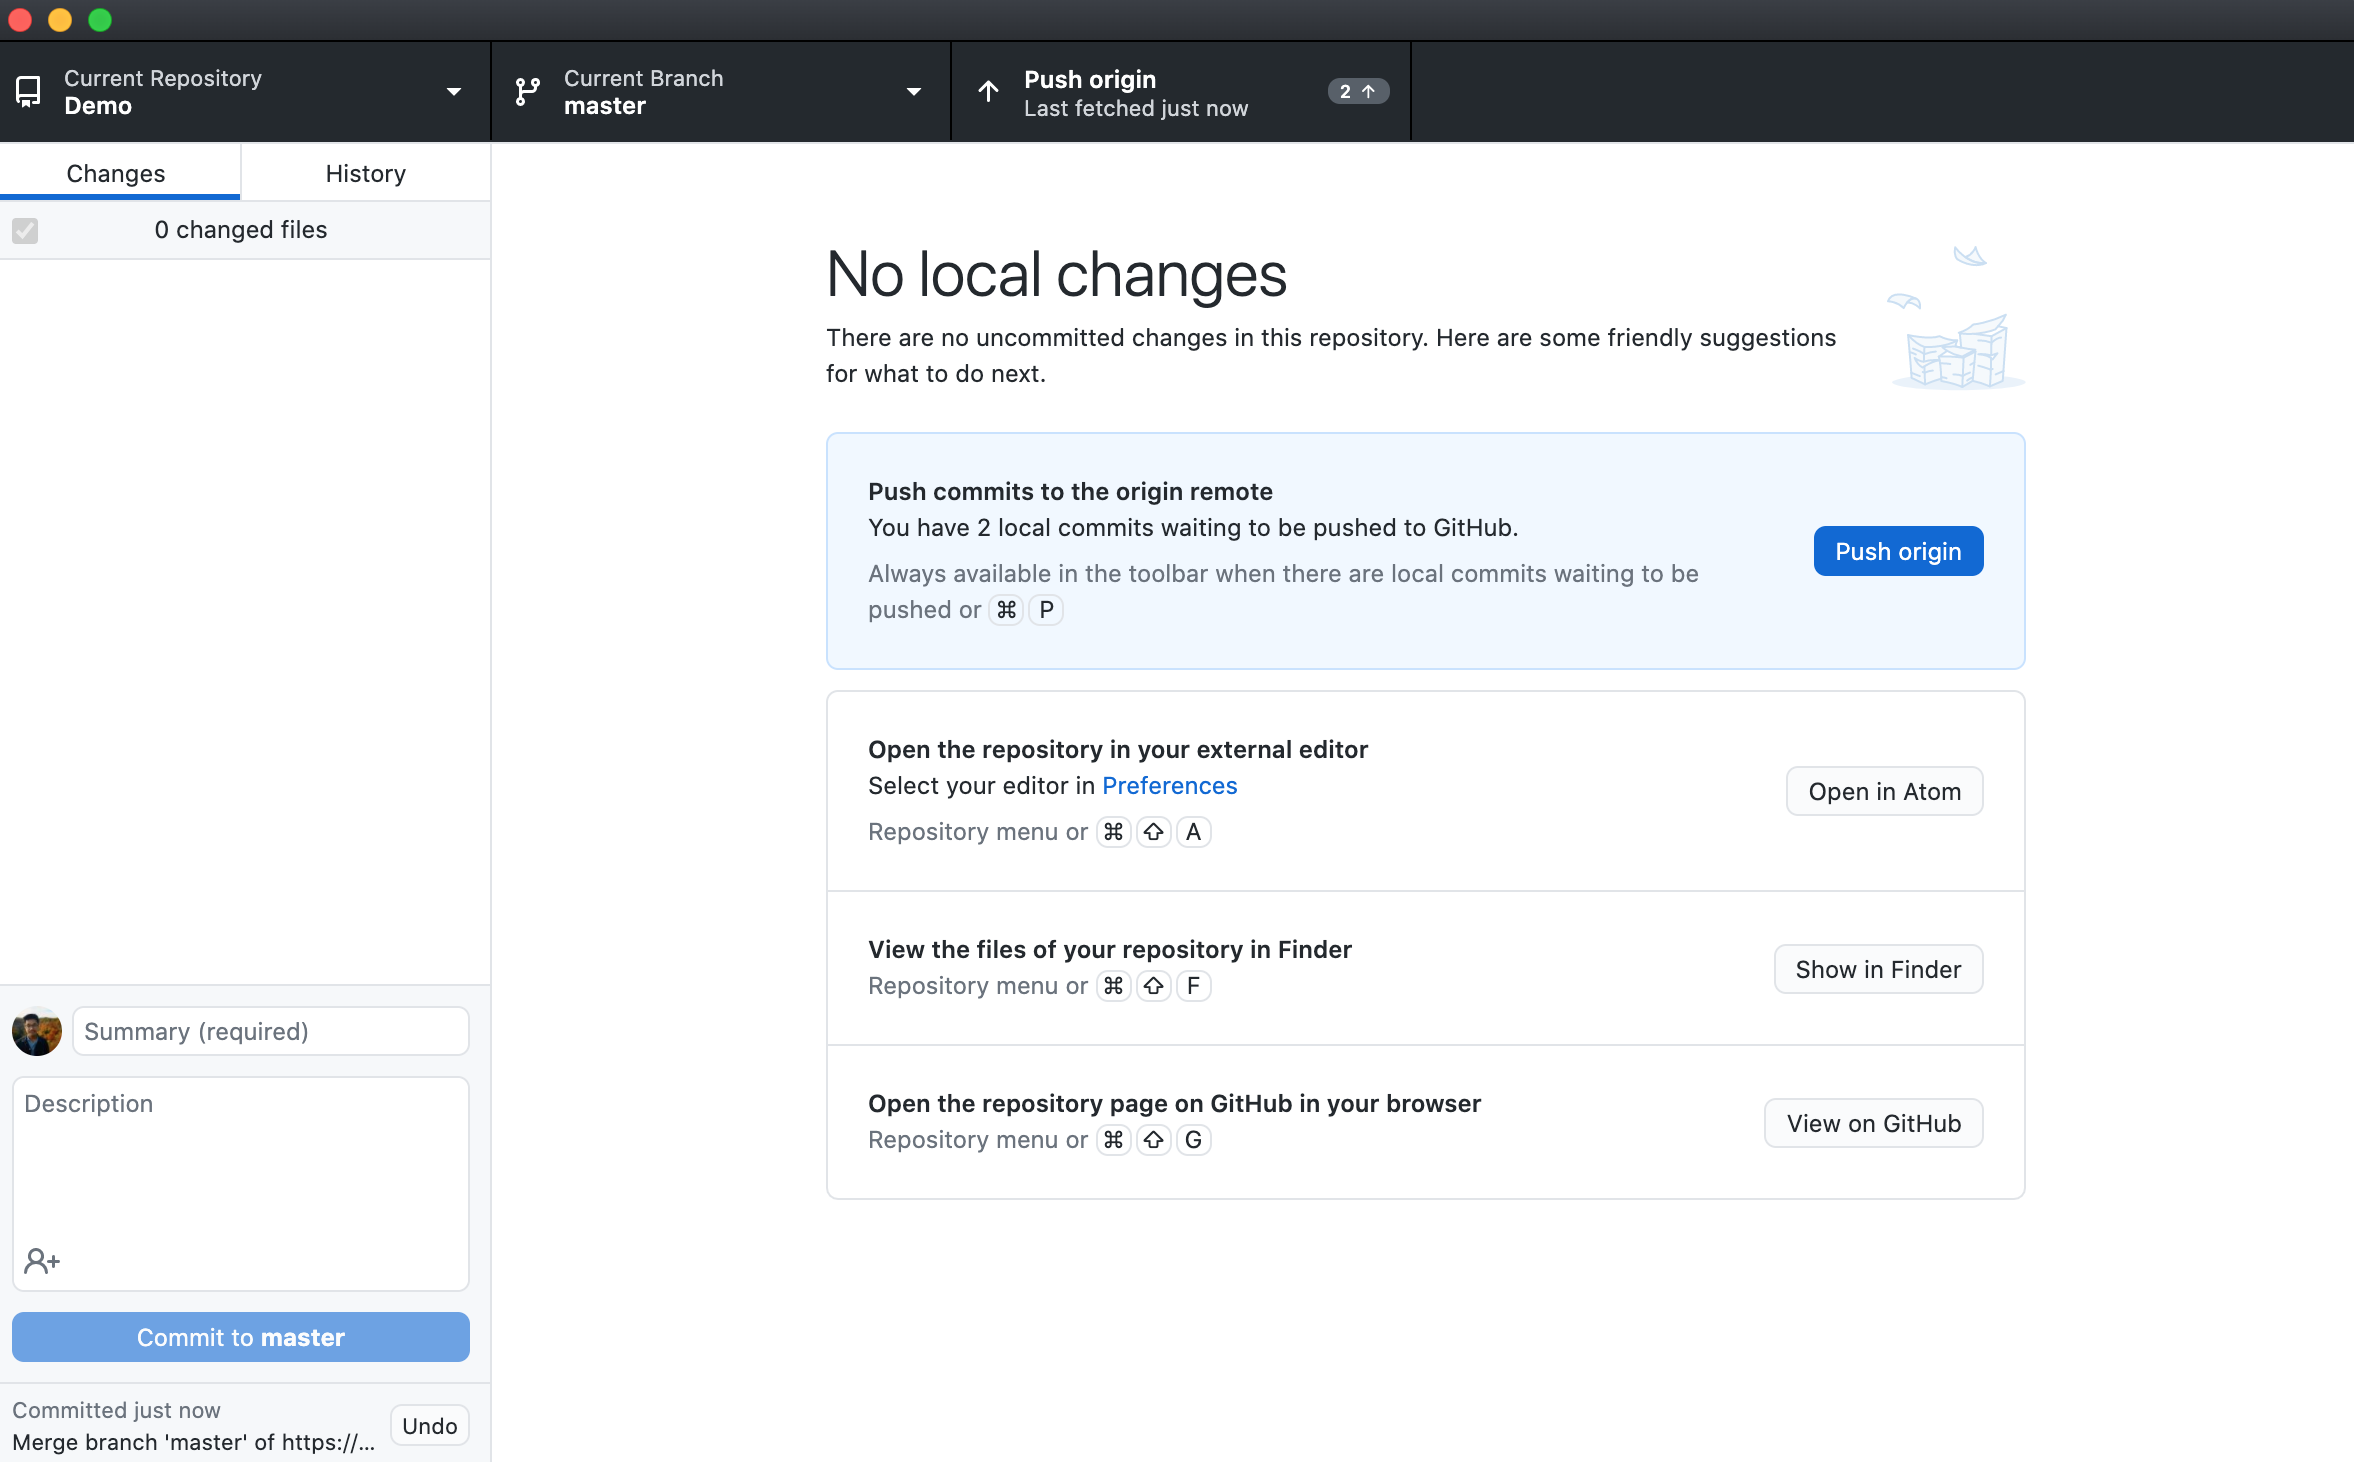 Current Repository
Demo
Current Branch
master
Push origin
Last fetched just now
2 ↑
Changes
History
0 changed files
No local changes
There are no uncommitted changes in this repository. Here are some friendly suggestions
for what to do next.
Push commits to the origin remote
You have 2 local commits waiting to be pushed to GitHub.
Always available in the toolbar when there are local commits waiting to be
pushed or ⌘ P
Push origin
Open the repository in your external editor
Select your editor in Preferences
Repository menu or ⌘ ⇧ A
Open in Atom
View the files of your repository in Finder
Repository menu or ⌘ ⇧ F
Show in Finder
Open the repository page on GitHub in your browser
Repository menu or ⌘ ⇧ G
View on GitHub
Summary (required)
Description
Commit to master
Committed just now
Merge branch 'master' of https://...
Undo